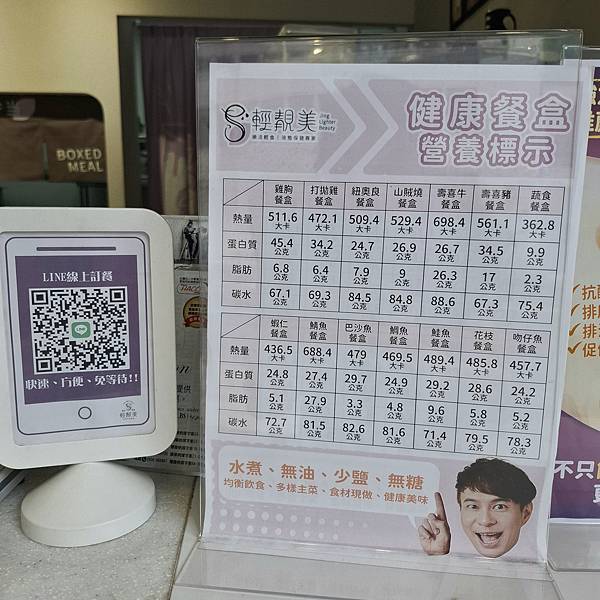 BOXED
MEAL
LINE線上訂餐
LINE
快速、方便、免等待!!
輕靚美
輕靚美
Jing
Lighter
Beauty
健康餐盒
營養標示
雞胸餐盒 打拋雞餐盒 紐奧良餐盒 山賊燒餐盒 壽喜牛餐盒 壽喜豬餐盒 蔬食餐盒
熱量 511.6大卡 472.1大卡 509.4大卡 529.4大卡 698.4大卡 561.1大卡 362.8大卡
蛋白質 45.4公克 34.2公克 24.7公克 26.9公克 26.7公克 34.5公克 9.9公克
脂肪 6.8公克 6.4公克 7.9公克 9公克 26.3公克 17公克 2.3公克
碳水 67.1公克 69.3公克 84.5公克 84.8公克 88.6公克 67.3公克 75.4公克
蝦仁餐盒 鯖魚餐盒 巴沙魚餐盒 鯛魚餐盒 鮭魚餐盒 花枝餐盒 吻仔魚餐盒
熱量 436.5大卡 688.4大卡 479大卡 469.5大卡 489.4大卡 485.8大卡 457.7大卡
蛋白質 24.8公克 27.4公克 29.7公克 24.9公克 29.2公克 28.6公克 24.2公克
脂肪 5.1公克 27.9公克 3.3公克 4.8公克 9.6公克 5.8公克 5.2公克
碳水 72.7公克 81.5公克 82.6公克 81.6公克 71.4公克 79.5公克 78.3公克
水煮、無油、少鹽、無糖
均衡飲食、多樣主菜、食材現做、健康美味
不只